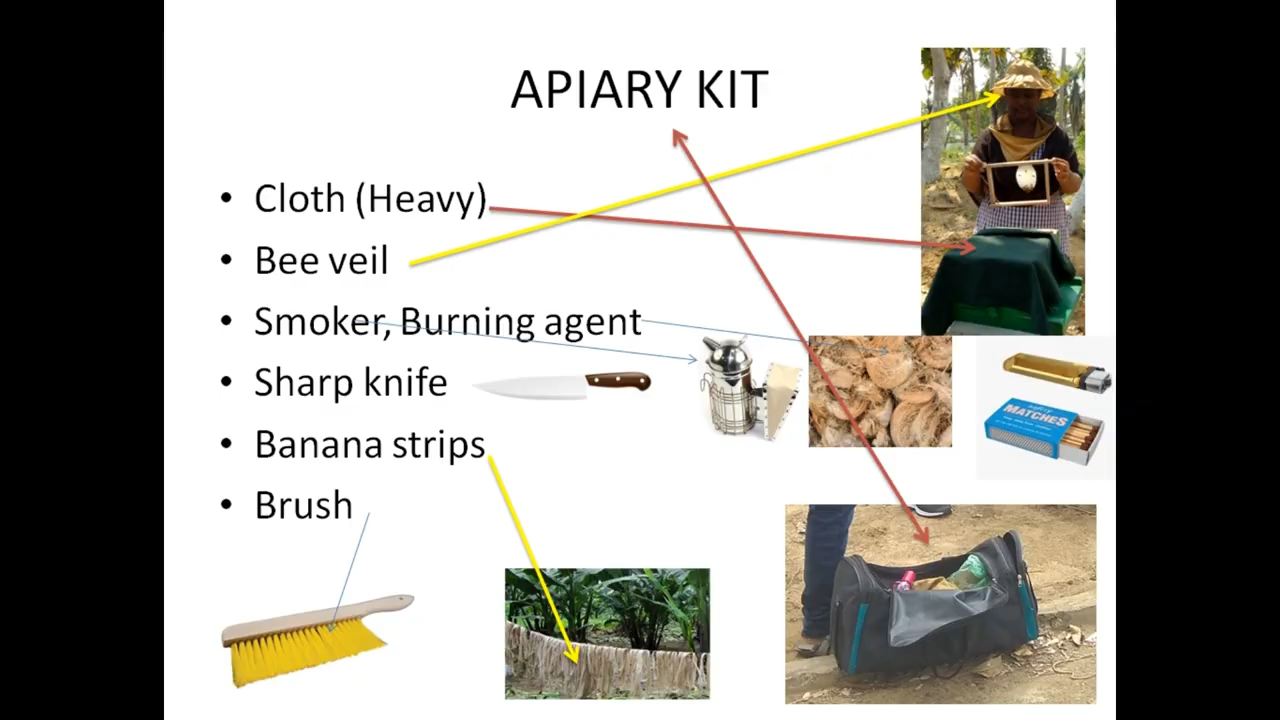 APIARY KIT
• Cloth (Heavy)
• Bee veil
• Smoker, Burning agent
• Sharp knife
• Banana strips
• Brush
MATCHES